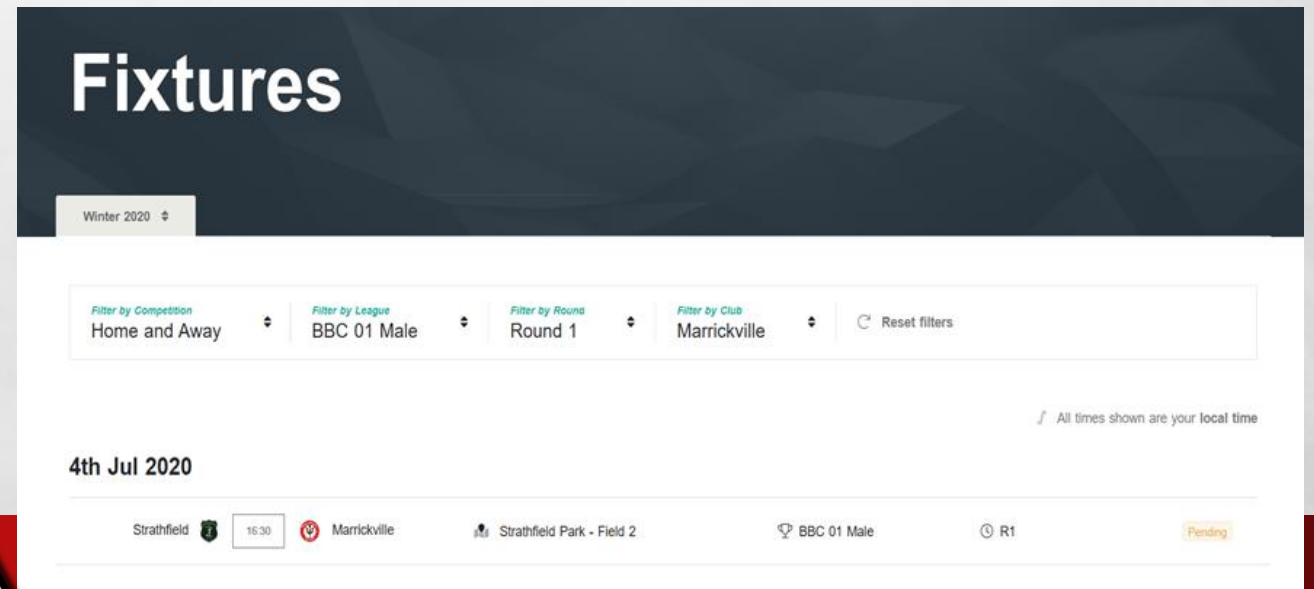 Fixtures
Winter 2020
Filter by Competition
Home and Away
Filter by League
BBC 01 Male
Filter by Round
Round 1
Filter by Club
Marrickville
Reset filters
All times shown are your local time
4th Jul 2020
Strathfield 16:30 Marrickville Strathfield Park - Field 2 BBC 01 Male R1 Pending